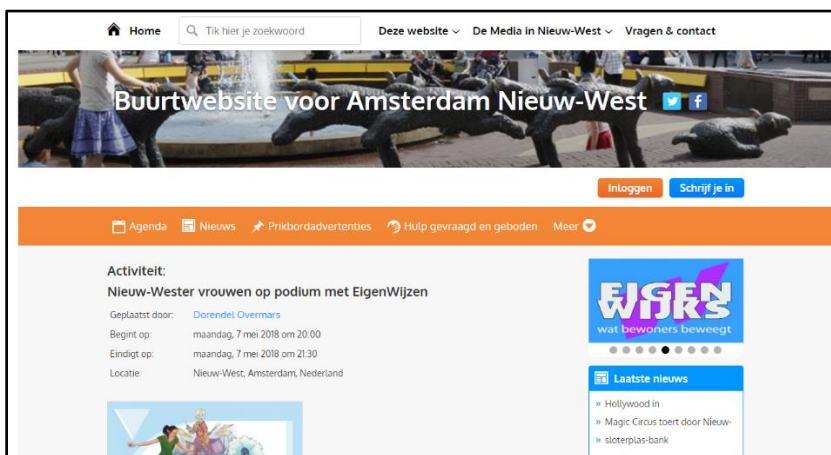 Home Tik hier je zoekwoord Deze website De Media in Nieuw-West Vragen & contact
Buurtwebsite voor Amsterdam Nieuw-West
Inloggen Schrijf je in
Agenda Nieuws Prikbordadvertenties Hulp gevraagd en geboden Meer
Activiteit:
Nieuw-Wester vrouwen op podium met EigenWijzen
Geplaatst door: Dorendel Overmars
Begint op: maandag, 7 mei 2018 om 20:00
Eindigt op: maandag, 7 mei 2018 om 21:30
Locatie: Nieuw-West, Amsterdam, Nederland
EIGEN
WIJKS
wat bewoners beweegt
Laatste nieuws
» Hollywood in
» Magic Circus toert door Nieuw-
» sloterplas-bank